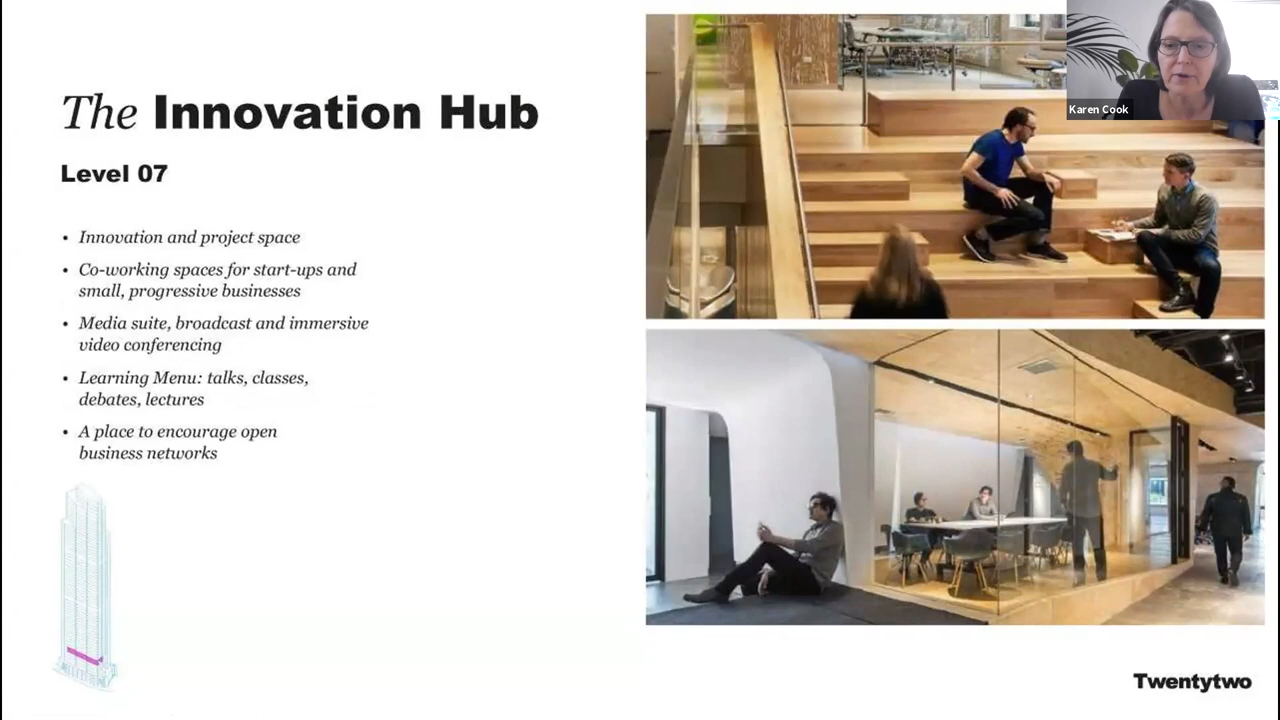 The Innovation Hub
Level 07
• Innovation and project space
• Co-working spaces for start-ups and
small, progressive businesses
• Media suite, broadcast and immersive
video conferencing
• Learning Menu: talks, classes,
debates, lectures
• A place to encourage open
business networks
Karen Cook
Twentytwo